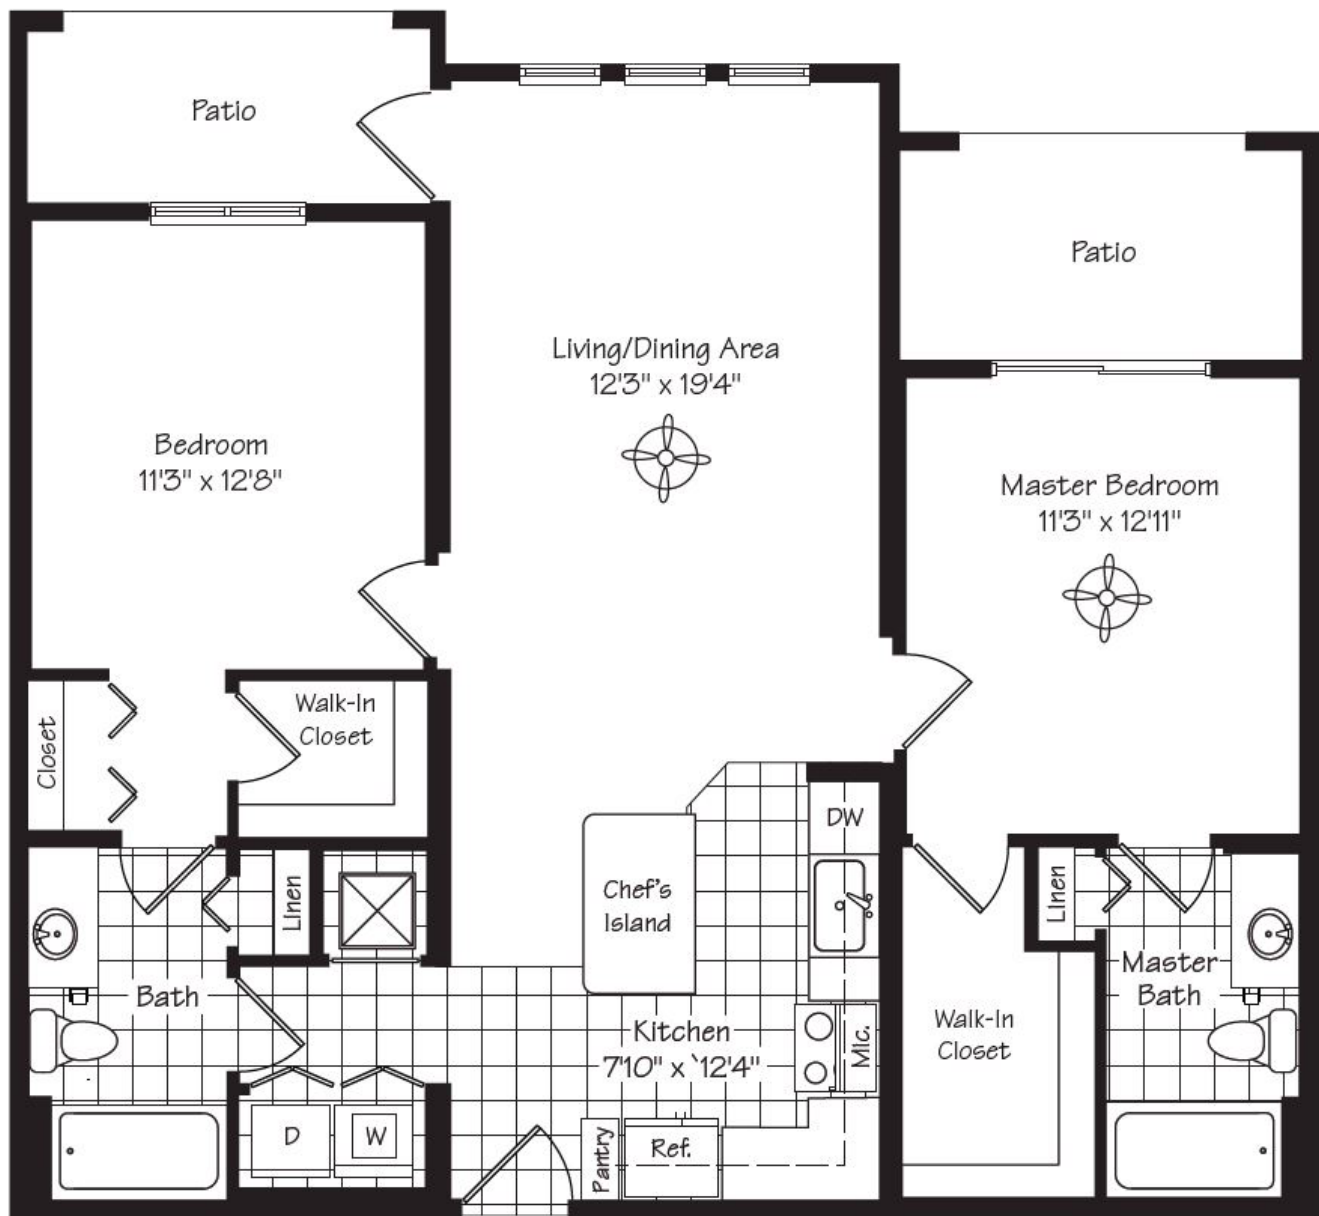 Patio
Patio
Living/Dining Area
12'3" x 19'4"
Bedroom
11'3" x 12'8"
Master Bedroom
11'3" x 12'11"
Closet
Walk-In
Closet
DW
Linen
Chef's
Island
Linen
Bath
Master
Bath
Kitchen
7'10" x `12'4"
Mic.
Walk-In
Closet
D
W
Pantry
Ref.